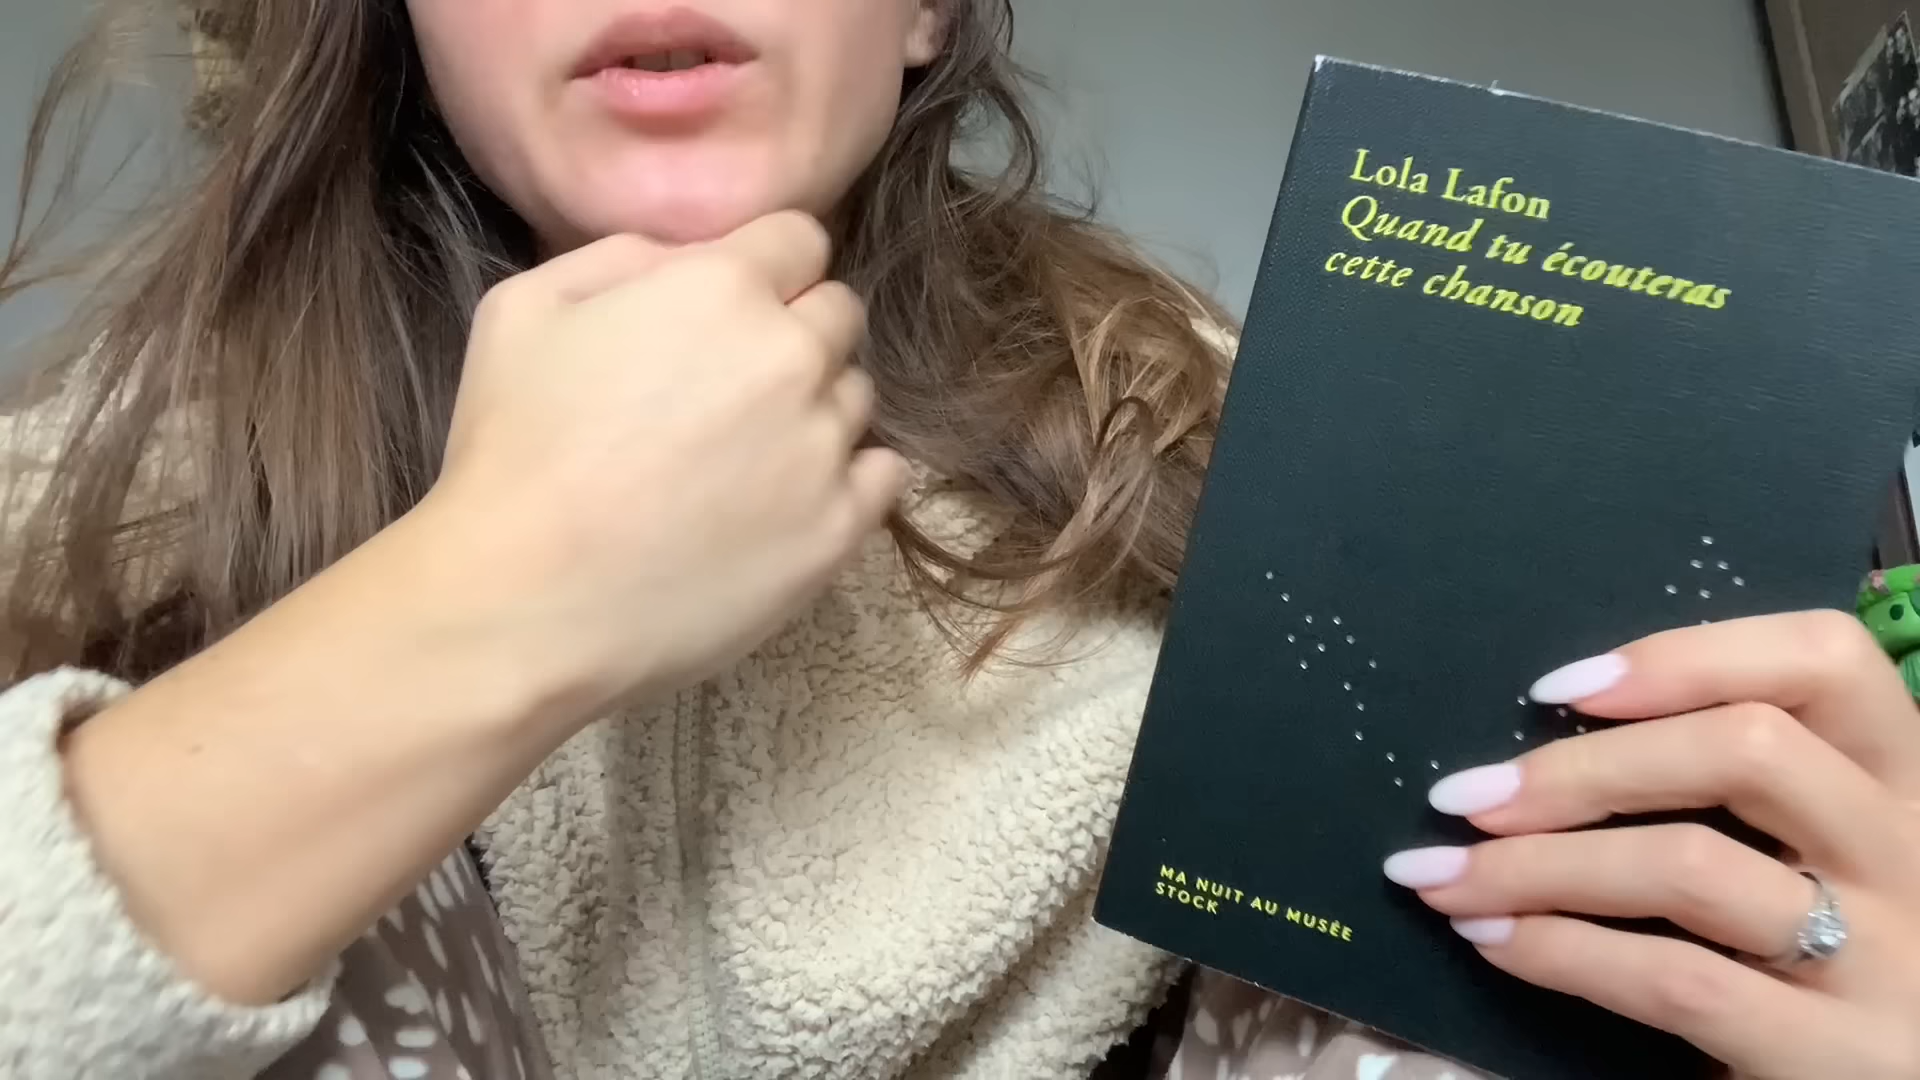 Lola Lafon
Quand tu écouteras
cette chanson
MA NUIT AU MUSÉE
STOCK